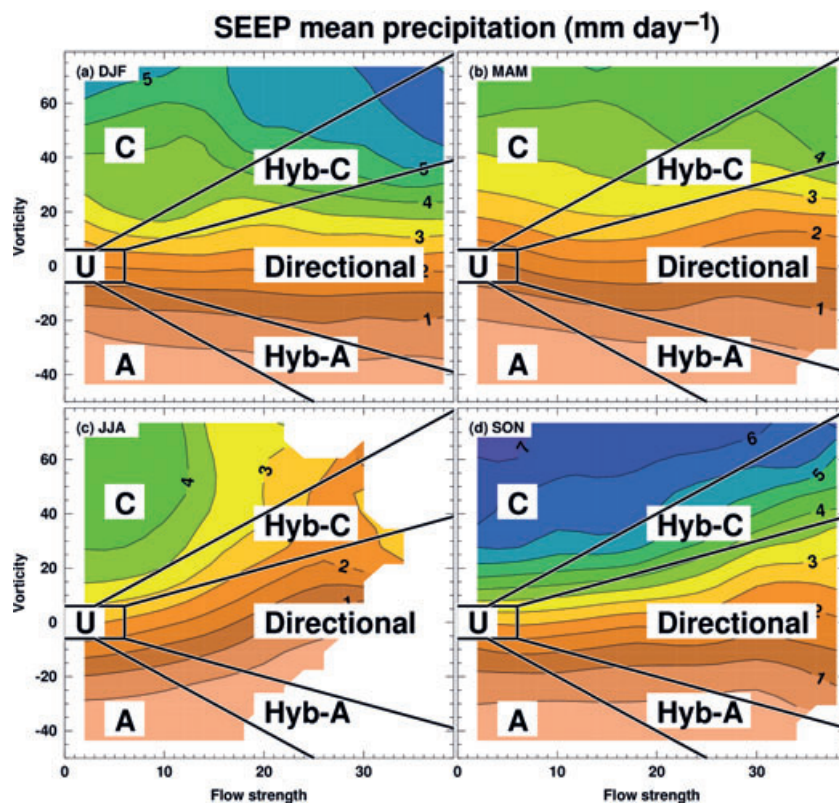 SEEP mean precipitation (mm day⁻¹)
(a) DJF
5
60
40
20
0
-20
-40
Vorticity
C
Hyb-C
5
4
3
U
Directional
2
1
Hyb-A
A
(b) MAM
C
Hyb-C
4
3
2
U
Directional
1
Hyb-A
A
(c) JJA
60
40
20
0
-20
-40
Vorticity
C
4
3
Hyb-C
2
U
Directional
1
A
Hyb-A
0 10 20 30
Flow strength
(d) SON
7
6
5
C
Hyb-C
4
3
U
Directional
2
1
A
Hyb-A
0 10 20 30
Flow strength